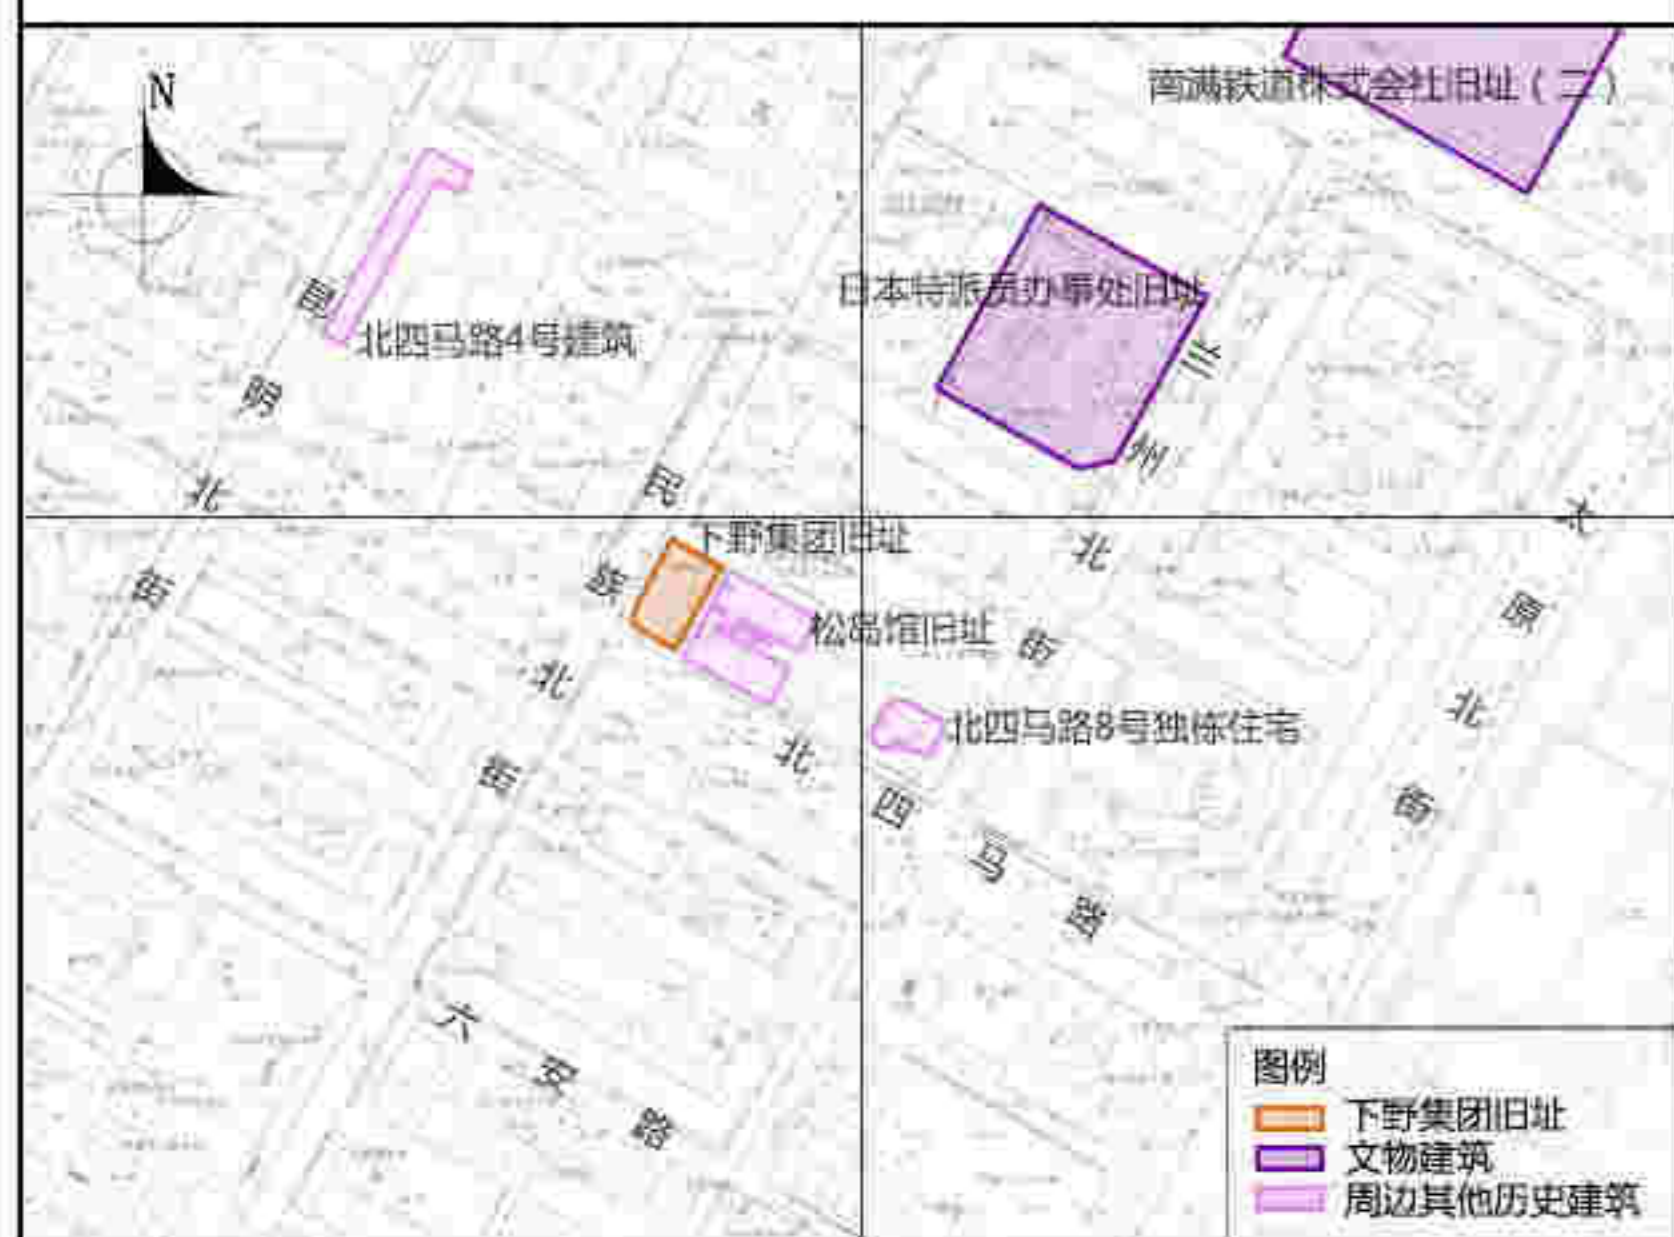 N
南满铁道株式会社旧址（二）
日本特派员办事处旧址
北四马路4号建筑
昆明北街
兰州北街
民族北街
下野集团旧址
松岛馆旧址
北四马路8号独栋住宅
太原北街
北四马路
六安路
图例
下野集团旧址
文物建筑
周边其他历史建筑